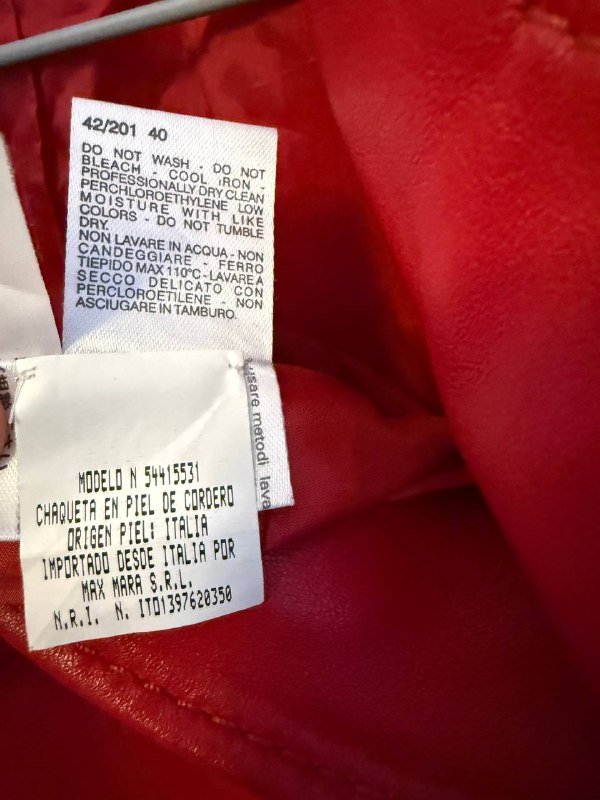 42/201 40
DO NOT WASH - DO NOT
BLEACH - COOL IRON -
PROFESSIONALLY DRY CLEAN
PERCHLOROETHYLENE LOW
MOISTURE WITH LIKE
COLORS - DO NOT TUMBLE
DRY.
NON LAVARE IN ACQUA - NON
CANDEGGIARE - FERRO
TIEPIDO MAX 110°C - LAVARE A
SECCO DELICATO CON
PERCLOROETILENE - NON
ASCIUGARE IN TAMBURO.
usare metodi lava
MODELO N 54415531
CHAQUETA EN PIEL DE CORDERO
ORIGEN PIEL: ITALIA
IMPORTADO DESDE ITALIA POR
MAX MARA S.R.L.
N.R.I. N. IT01397620350